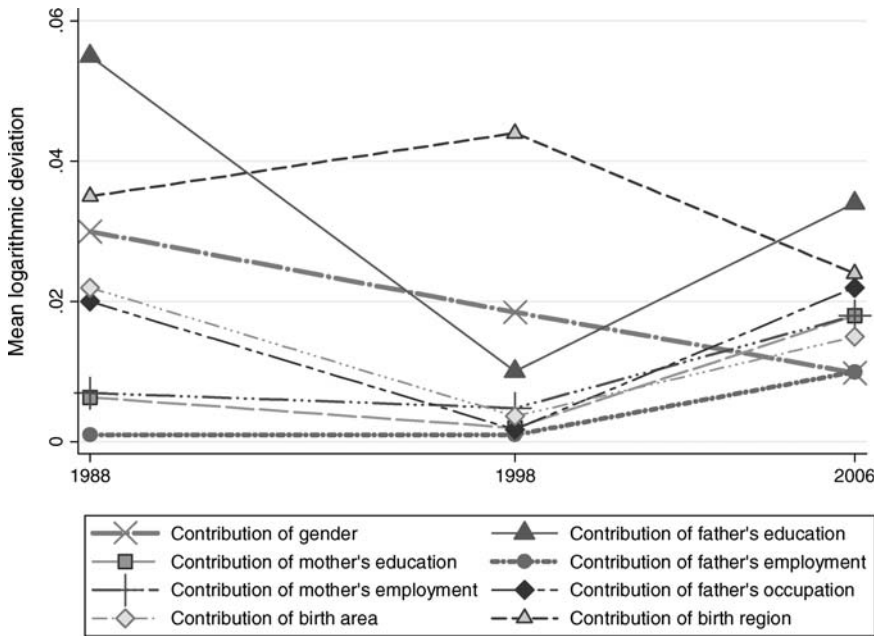 .06
.04
.02
0
Mean logarithmic deviation
1988
1998
2006
Contribution of gender
Contribution of father's education
Contribution of mother's education
Contribution of father's employment
Contribution of mother's employment
Contribution of father's occupation
Contribution of birth area
Contribution of birth region